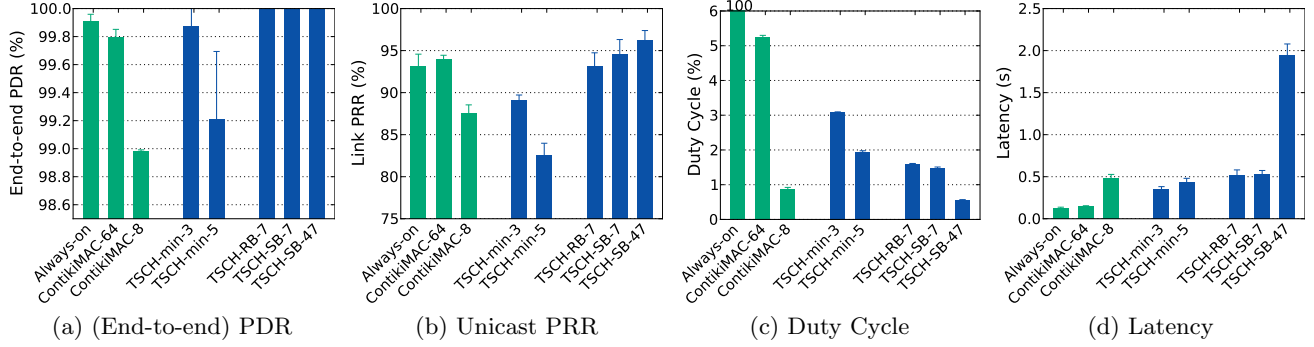 End-to-end PDR (%)
100.0
99.8
99.6
99.4
99.2
99.0
98.8
98.6
Always-on
ContikiMAC-64
ContikiMAC-8
TSCH-min-3
TSCH-min-5
TSCH-RB-7
TSCH-SB-7
TSCH-SB-47
(a) (End-to-end) PDR
Link PRR (%)
100
95
90
85
80
75
Always-on
ContikiMAC-64
ContikiMAC-8
TSCH-min-3
TSCH-min-5
TSCH-RB-7
TSCH-SB-7
TSCH-SB-47
(b) Unicast PRR
Duty Cycle (%)
100
6
5
4
3
2
1
0
Always-on
ContikiMAC-64
ContikiMAC-8
TSCH-min-3
TSCH-min-5
TSCH-RB-7
TSCH-SB-7
TSCH-SB-47
(c) Duty Cycle
Latency (s)
2.5
2.0
1.5
1.0
0.5
0.0
Always-on
ContikiMAC-64
ContikiMAC-8
TSCH-min-3
TSCH-min-5
TSCH-RB-7
TSCH-SB-7
TSCH-SB-47
(d) Latency